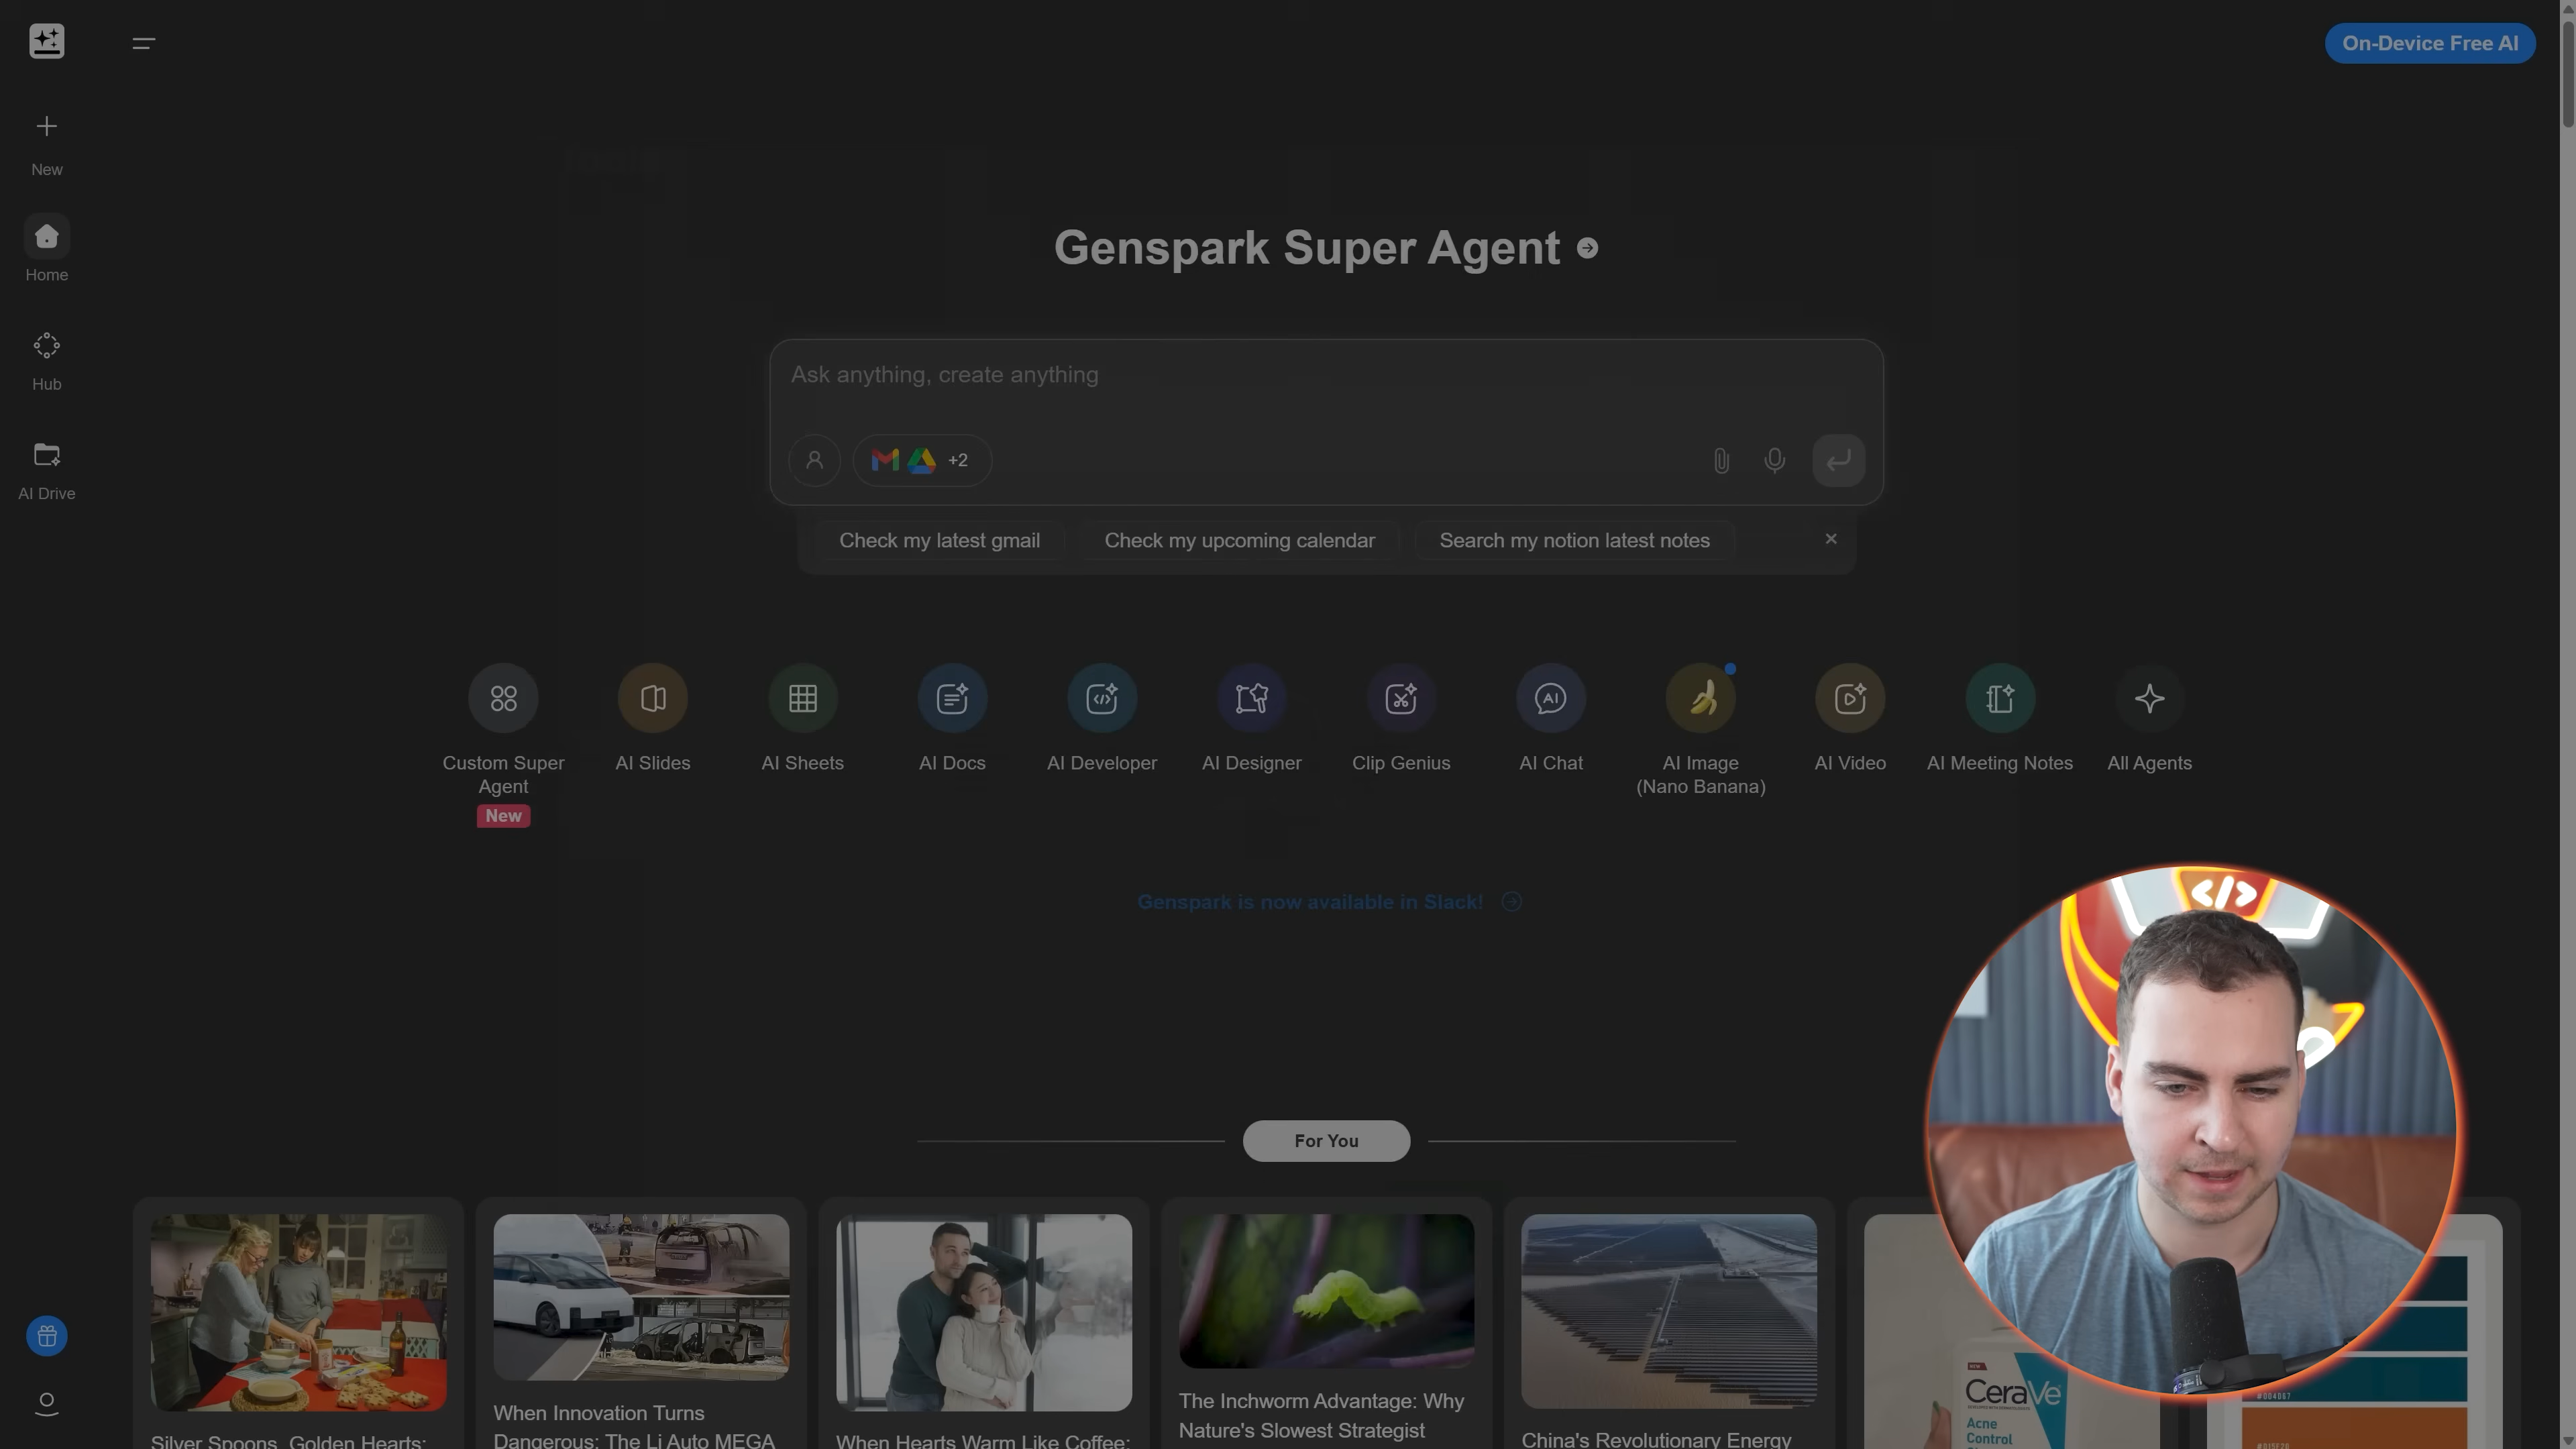 On-Device Free AI
New
Home
Hub
AI Drive
Genspark Super Agent
Ask anything, create anything
+2
Check my latest gmail
Check my upcoming calendar
Search my notion latest notes
Custom Super
Agent
New
AI Slides
AI Sheets
AI Docs
AI Developer
AI Designer
Clip Genius
AI Chat
AI Image
(Nano Banana)
AI Video
AI Meeting Notes
All Agents
Genspark is now available in Slack!
</>
For You
Silver Spoons, Golden Hearts:
When Innovation Turns
Dangerous: The Li Auto MEGA
When Hearts Warm Like Coffee:
The Inchworm Advantage: Why
Nature's Slowest Strategist
China's Revolutionary Energy
CeraVe
Acne
Control